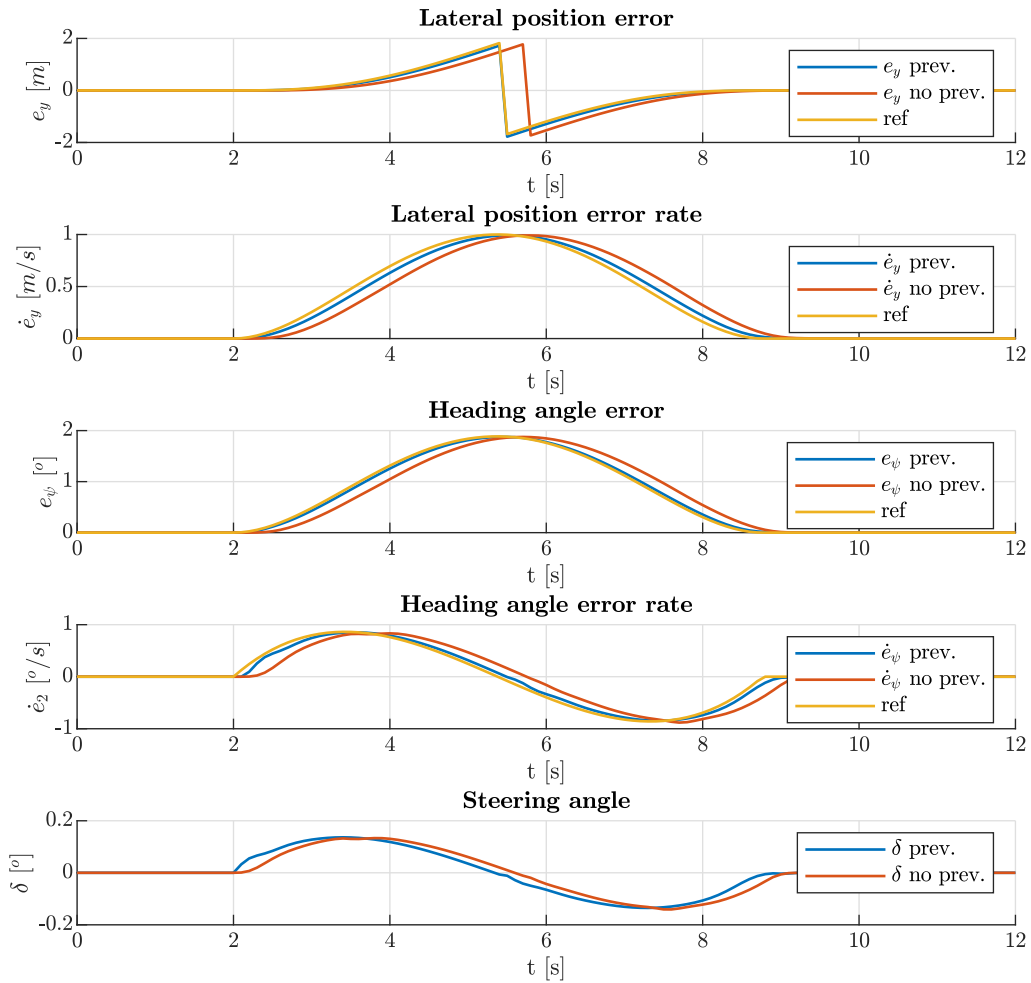 Lateral position error
2
0
-2
e_y [m]
0 2 4 6 8 10 12
t [s]
e_y prev.
e_y no prev.
ref
Lateral position error rate
1
0.5
0
ė_y [m/s]
0 2 4 6 8 10 12
t [s]
ė_y prev.
ė_y no prev.
ref
Heading angle error
2
1
0
e_ψ [°]
0 2 4 6 8 10 12
t [s]
e_ψ prev.
e_ψ no prev.
ref
Heading angle error rate
1
0
-1
ė_2 [°/s]
0 2 4 6 8 10 12
t [s]
ė_ψ prev.
ė_ψ no prev.
ref
Steering angle
0.2
0
-0.2
δ [°]
0 2 4 6 8 10 12
t [s]
δ prev.
δ no prev.